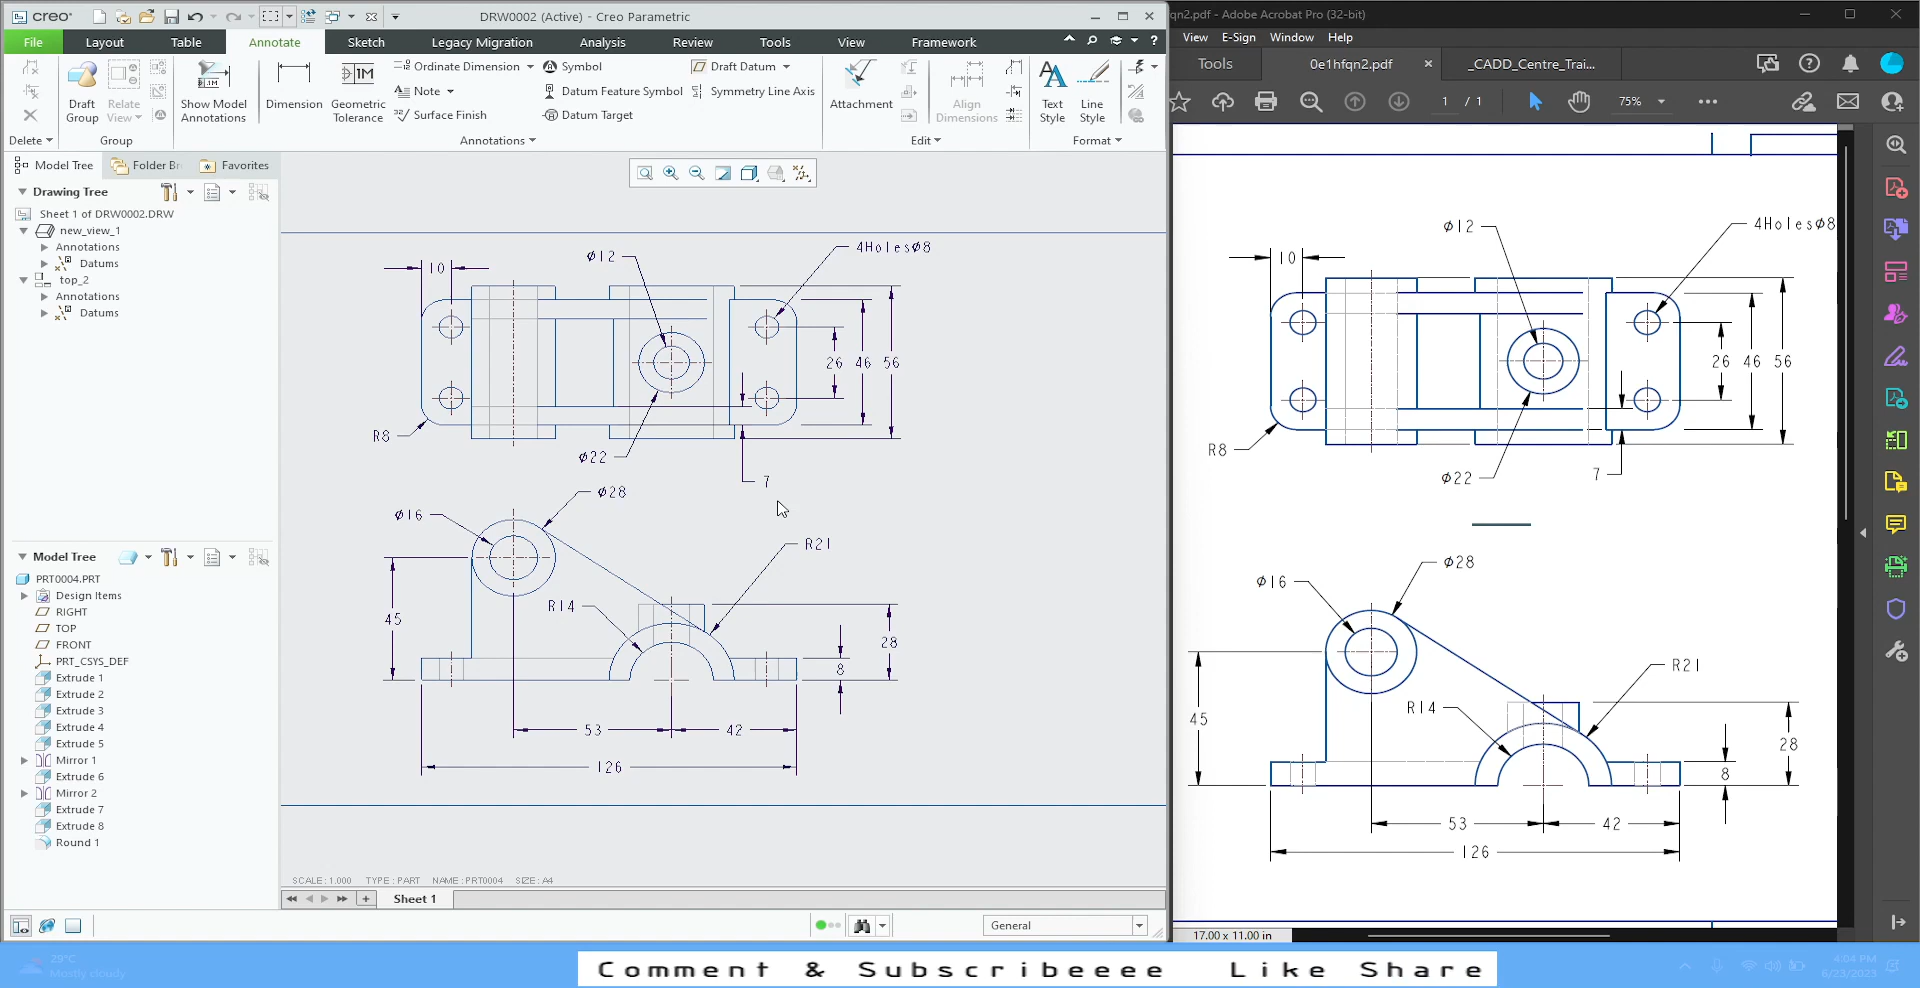 creo DRW0002 (Active) - Creo Parametric
File Layout Table Annotate Sketch Legacy Migration Analysis Review Tools View Framework
Draft Group
Relate View
Show Model Annotations
Dimension
Geometric Tolerance
Ordinate Dimension
Note
Surface Finish
Symbol
Datum Feature Symbol
Datum Target
Draft Datum
Symmetry Line Axis
Attachment
Align Dimensions
Text Style
Line Style
Delete Group Annotations Edit Format
Model Tree Folder Br Favorites
Drawing Tree
Sheet 1 of DRW0002.DRW
new_view_1
Annotations
Datums
top_2
Annotations
Datums
Model Tree
PRT0004.PRT
Design Items
RIGHT
TOP
FRONT
PRT_CSYS_DEF
Extrude 1
Extrude 2
Extrude 3
Extrude 4
Extrude 5
Mirror 1
Extrude 6
Mirror 2
Extrude 7
Extrude 8
Round 1
4Holesø8
ø12
10
26 46 56
R8
ø22
7
ø28
ø16
R21
R14
45
28
8
53 42
126
SCALE : 1.000 TYPE : PART NAME : PRT0004 SIZE : A4
Sheet 1
General
qn2.pdf - Adobe Acrobat Pro (32-bit)
View E-Sign Window Help
Tools 0e1hfqn2.pdf _CADD_Centre_Trai...
1 / 1 75%
4Holesø8
ø12
10
26 46 56
R8
ø22
7
ø28
ø16
R21
R14
45
28
8
53 42
126
17.00 x 11.00 in
29°C
Mostly cloudy
Comment & Subscribeeee Like Share
4:04 PM
6/23/2023